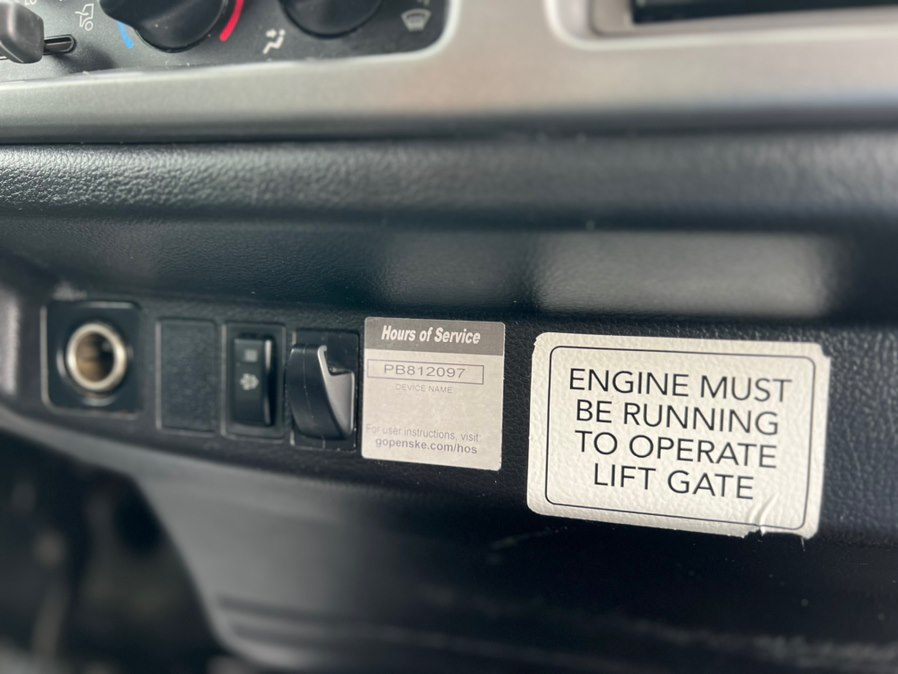 Hours of Service
PB812097
DEVICE NAME
For user instructions, visit:
gopenske.com/hos
ENGINE MUST
BE RUNNING
TO OPERATE
LIFT GATE